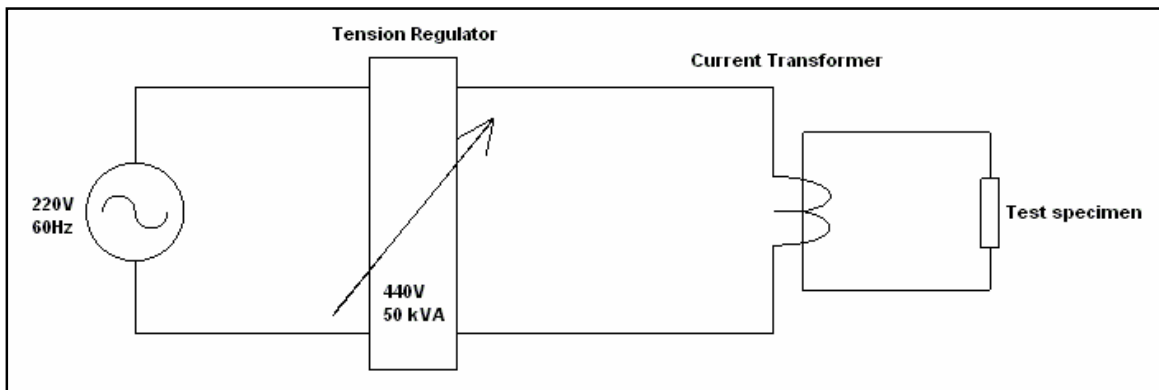 Tension Regulator
Current Transformer
220V
60Hz
Test specimen
440V
50 kVA